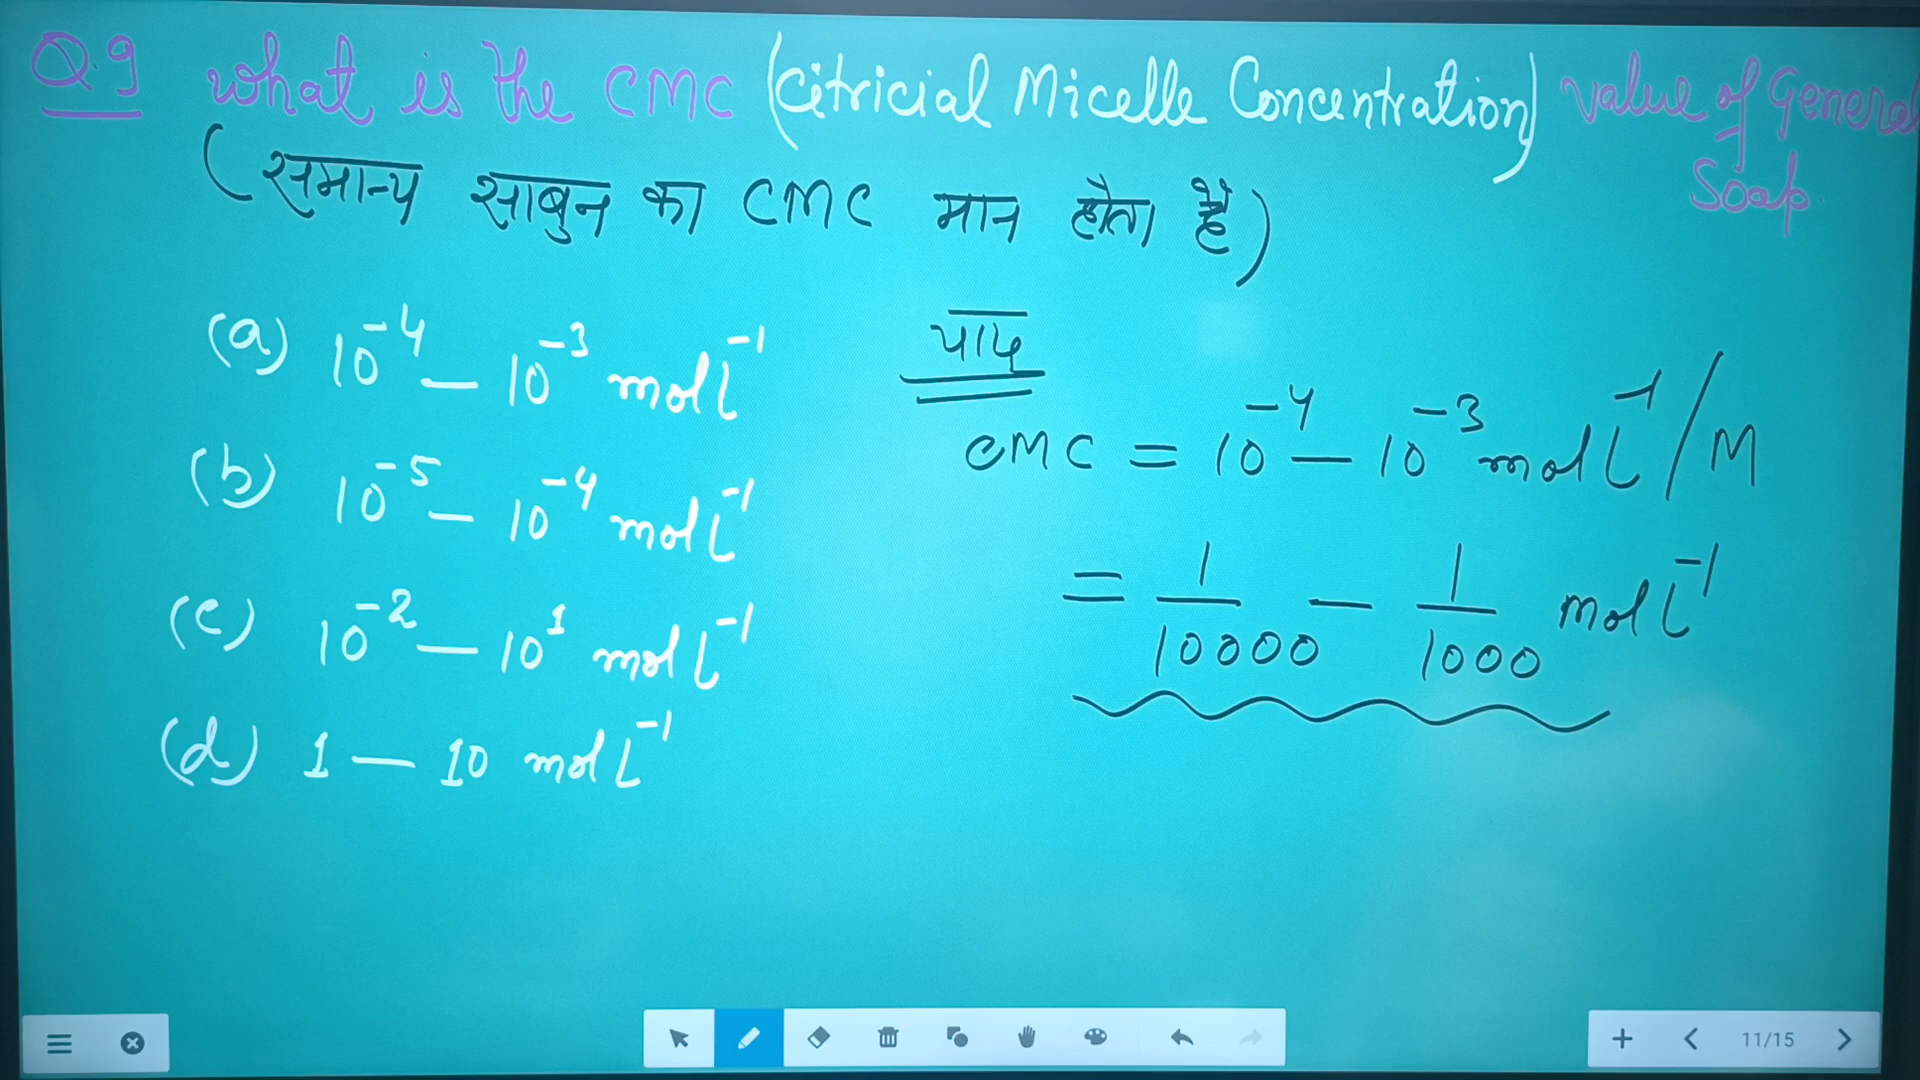 Q.9 what is the CMC (Citricial Micelle Concentration) value of General
Soap
(समान्य साबुन का CMC मान होता है)
(a) 10⁻⁴ – 10⁻³ mol L⁻¹
(b) 10⁻⁵ – 10⁻⁴ mol L⁻¹
(c) 10⁻² – 10¹ mol L⁻¹
(d) 1 – 10 mol L⁻¹
CMC = 10⁻⁴ – 10⁻³ mol L⁻¹/M
= 1/10000 – 1/1000 mol L⁻¹
11/15